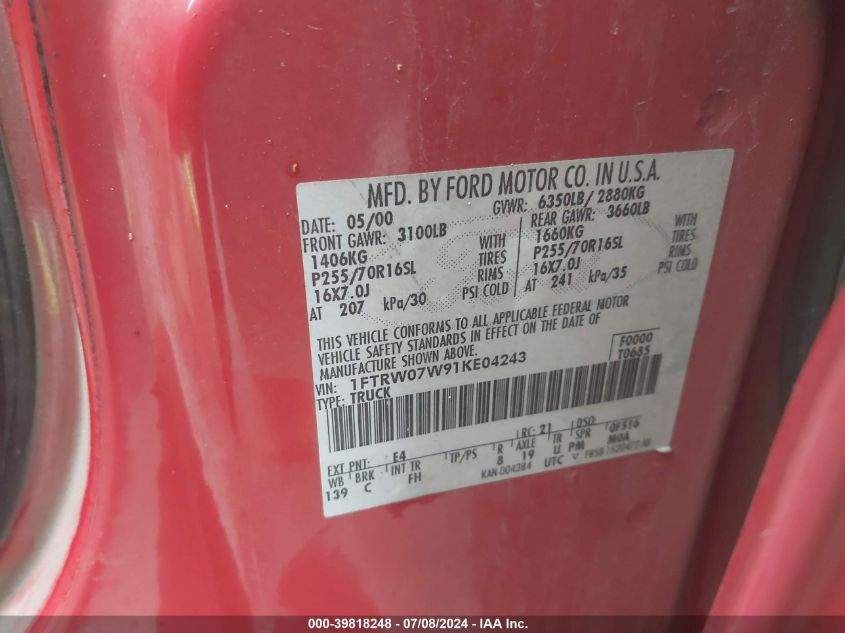 MFD. BY FORD MOTOR CO. IN U.S.A.
DATE: 05/00 GVWR: 6350LB/ 2880KG
FRONT GAWR: 3100LB REAR GAWR: 3660LB
1406KG WITH 1660KG WITH
P255/70R16SL TIRES P255/70R16SL TIRES
16X7.0J RIMS 16X7.0J RIMS
AT 207 kPa/30 PSI COLD AT 241 kPa/35 PSI COLD
THIS VEHICLE CONFORMS TO ALL APPLICABLE FEDERAL MOTOR
VEHICLE SAFETY STANDARDS IN EFFECT ON THE DATE OF
MANUFACTURE SHOWN ABOVE.
VIN: 1FTRW07W91KE04243 F0000
TYPE: TRUCK T0685
EXT PNT: E4 RC: 21 DSO:
WB BRK INT TR TP/PS R AXLE TR SPR 0F516
139 C FH 8 19 U PM M0A
KAN-004384 UTC
000-39818248 - 07/08/2024 - IAA Inc.